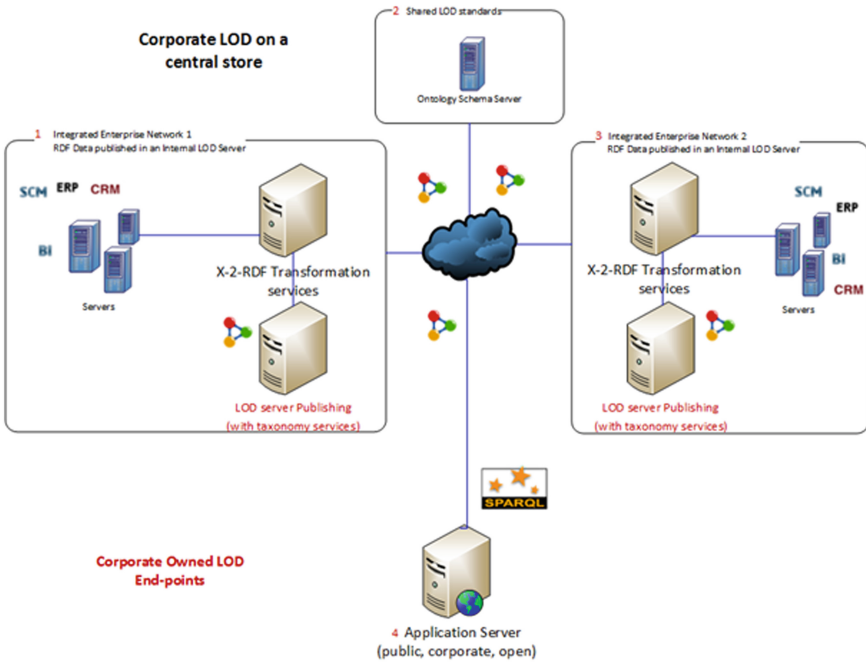 Corporate LOD on a
central store
2 Shared LOD standards
Ontology Schema Server
1 Integrated Enterprise Network 1
RDF Data published in an Internal LOD Server
SCM ERP CRM
BI
Servers
X-2-RDF Transformation
services
LOD server Publishing
(with taxonomy services)
3 Integrated Enterprise Network 2
RDF Data published in an Internal LOD Server
SCM
ERP
BI
CRM
Servers
X-2-RDF Transformation
services
LOD server Publishing
(with taxonomy services)
SPARQL
Corporate Owned LOD
End-points
4 Application Server
(public, corporate, open)